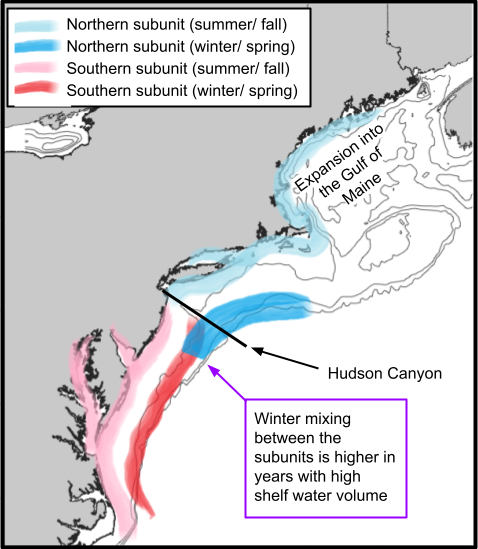 Northern subunit (summer/ fall)
Northern subunit (winter/ spring)
Southern subunit (summer/ fall)
Southern subunit (winter/ spring)
Expansion into
the Gulf of
Maine
Hudson Canyon
Winter mixing
between the
subunits is higher in
years with high
shelf water volume